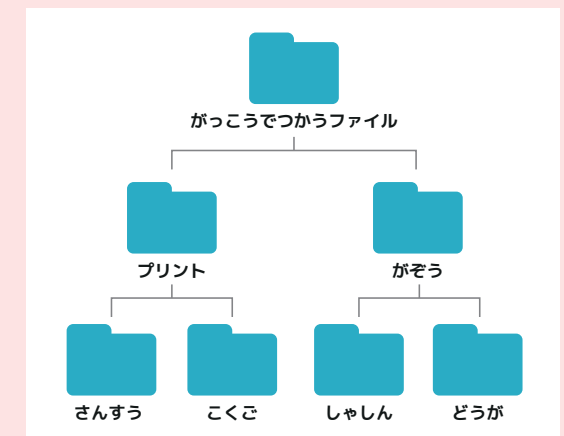 がっこうでつかうファイル
プリント
がぞう
さんすう
こくご
しゃしん
どうが